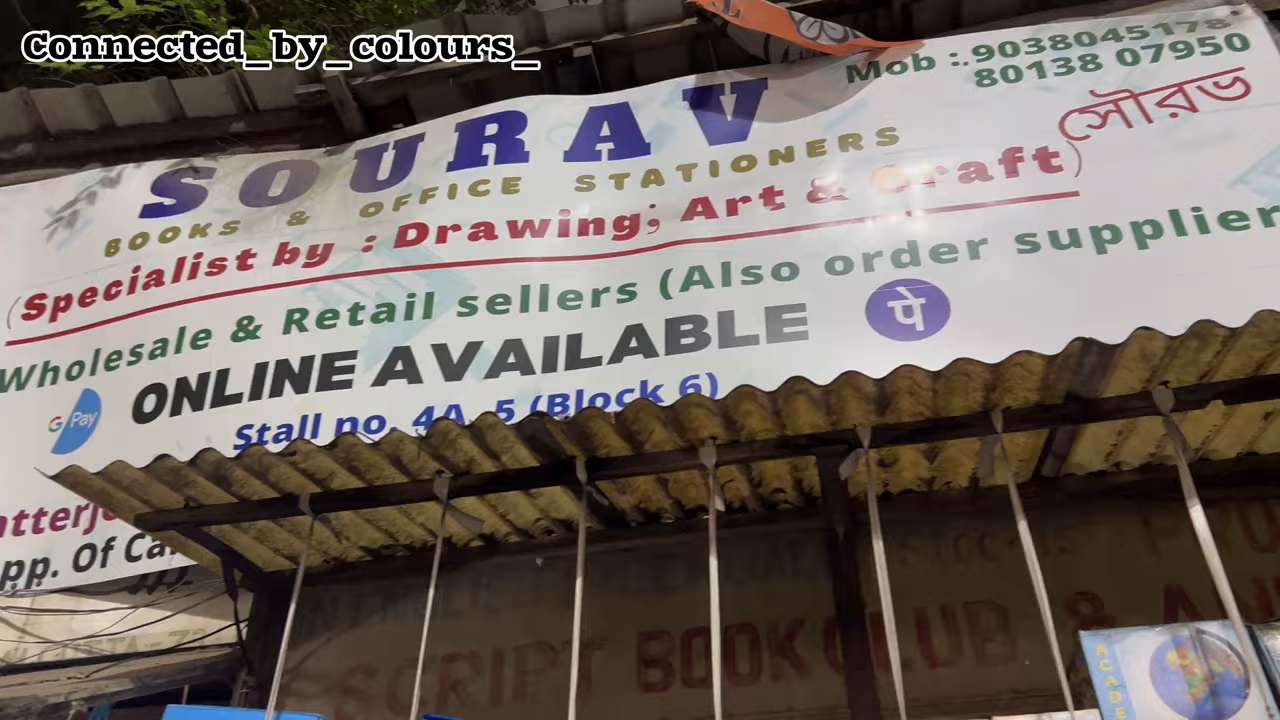 Connected_by_colours_
Mob :. 9038045178
80138 07950
SOURAV
সৌরভ
BOOKS & OFFICE STATIONERS
(Specialist by : Drawing; Art & Craft)
Wholesale & Retail sellers (Also order supplier
ONLINE AVAILABLE
पे
G Pay
Stall no. 4A, 5 (Block 6)
pp. Of Ca
SCRIPT BOOK CLUB &